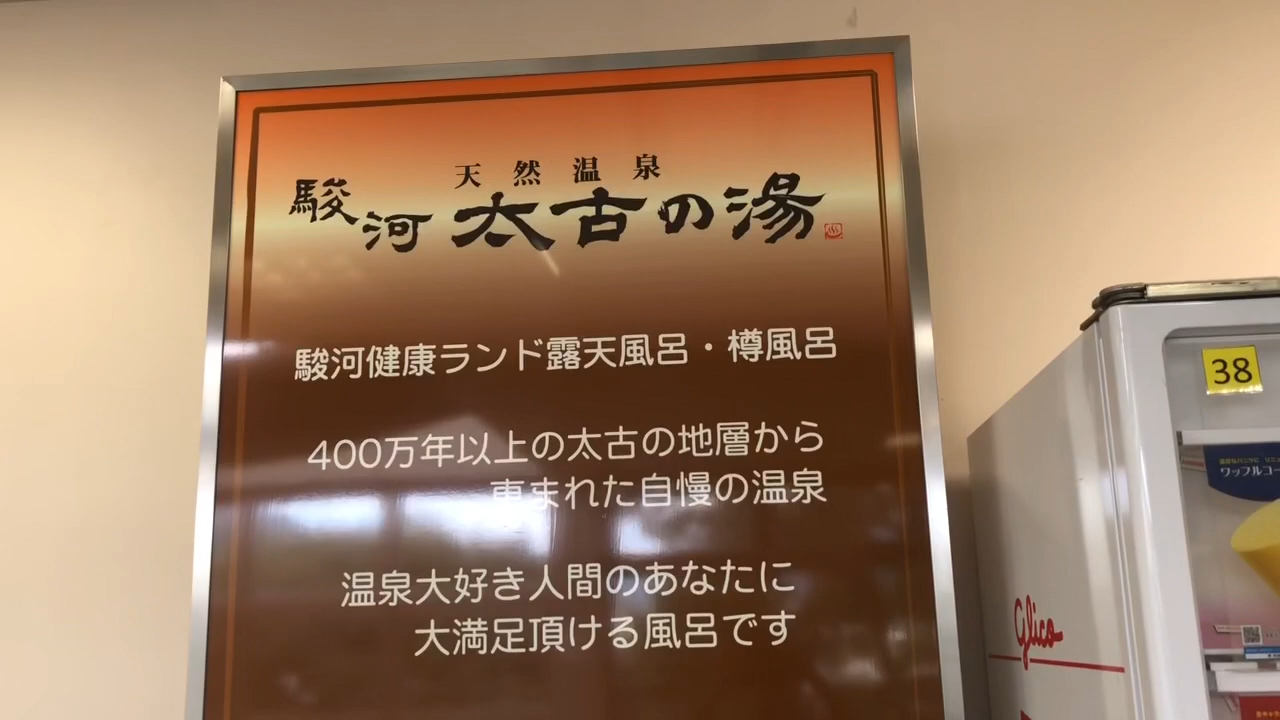 天然温泉
駿河 太古の湯
駿河健康ランド露天風呂・樽風呂
400万年以上の太古の地層から
恵まれた自慢の温泉
温泉大好き人間のあなたに
大満足頂ける風呂です
38
ワッフルコー
Glico